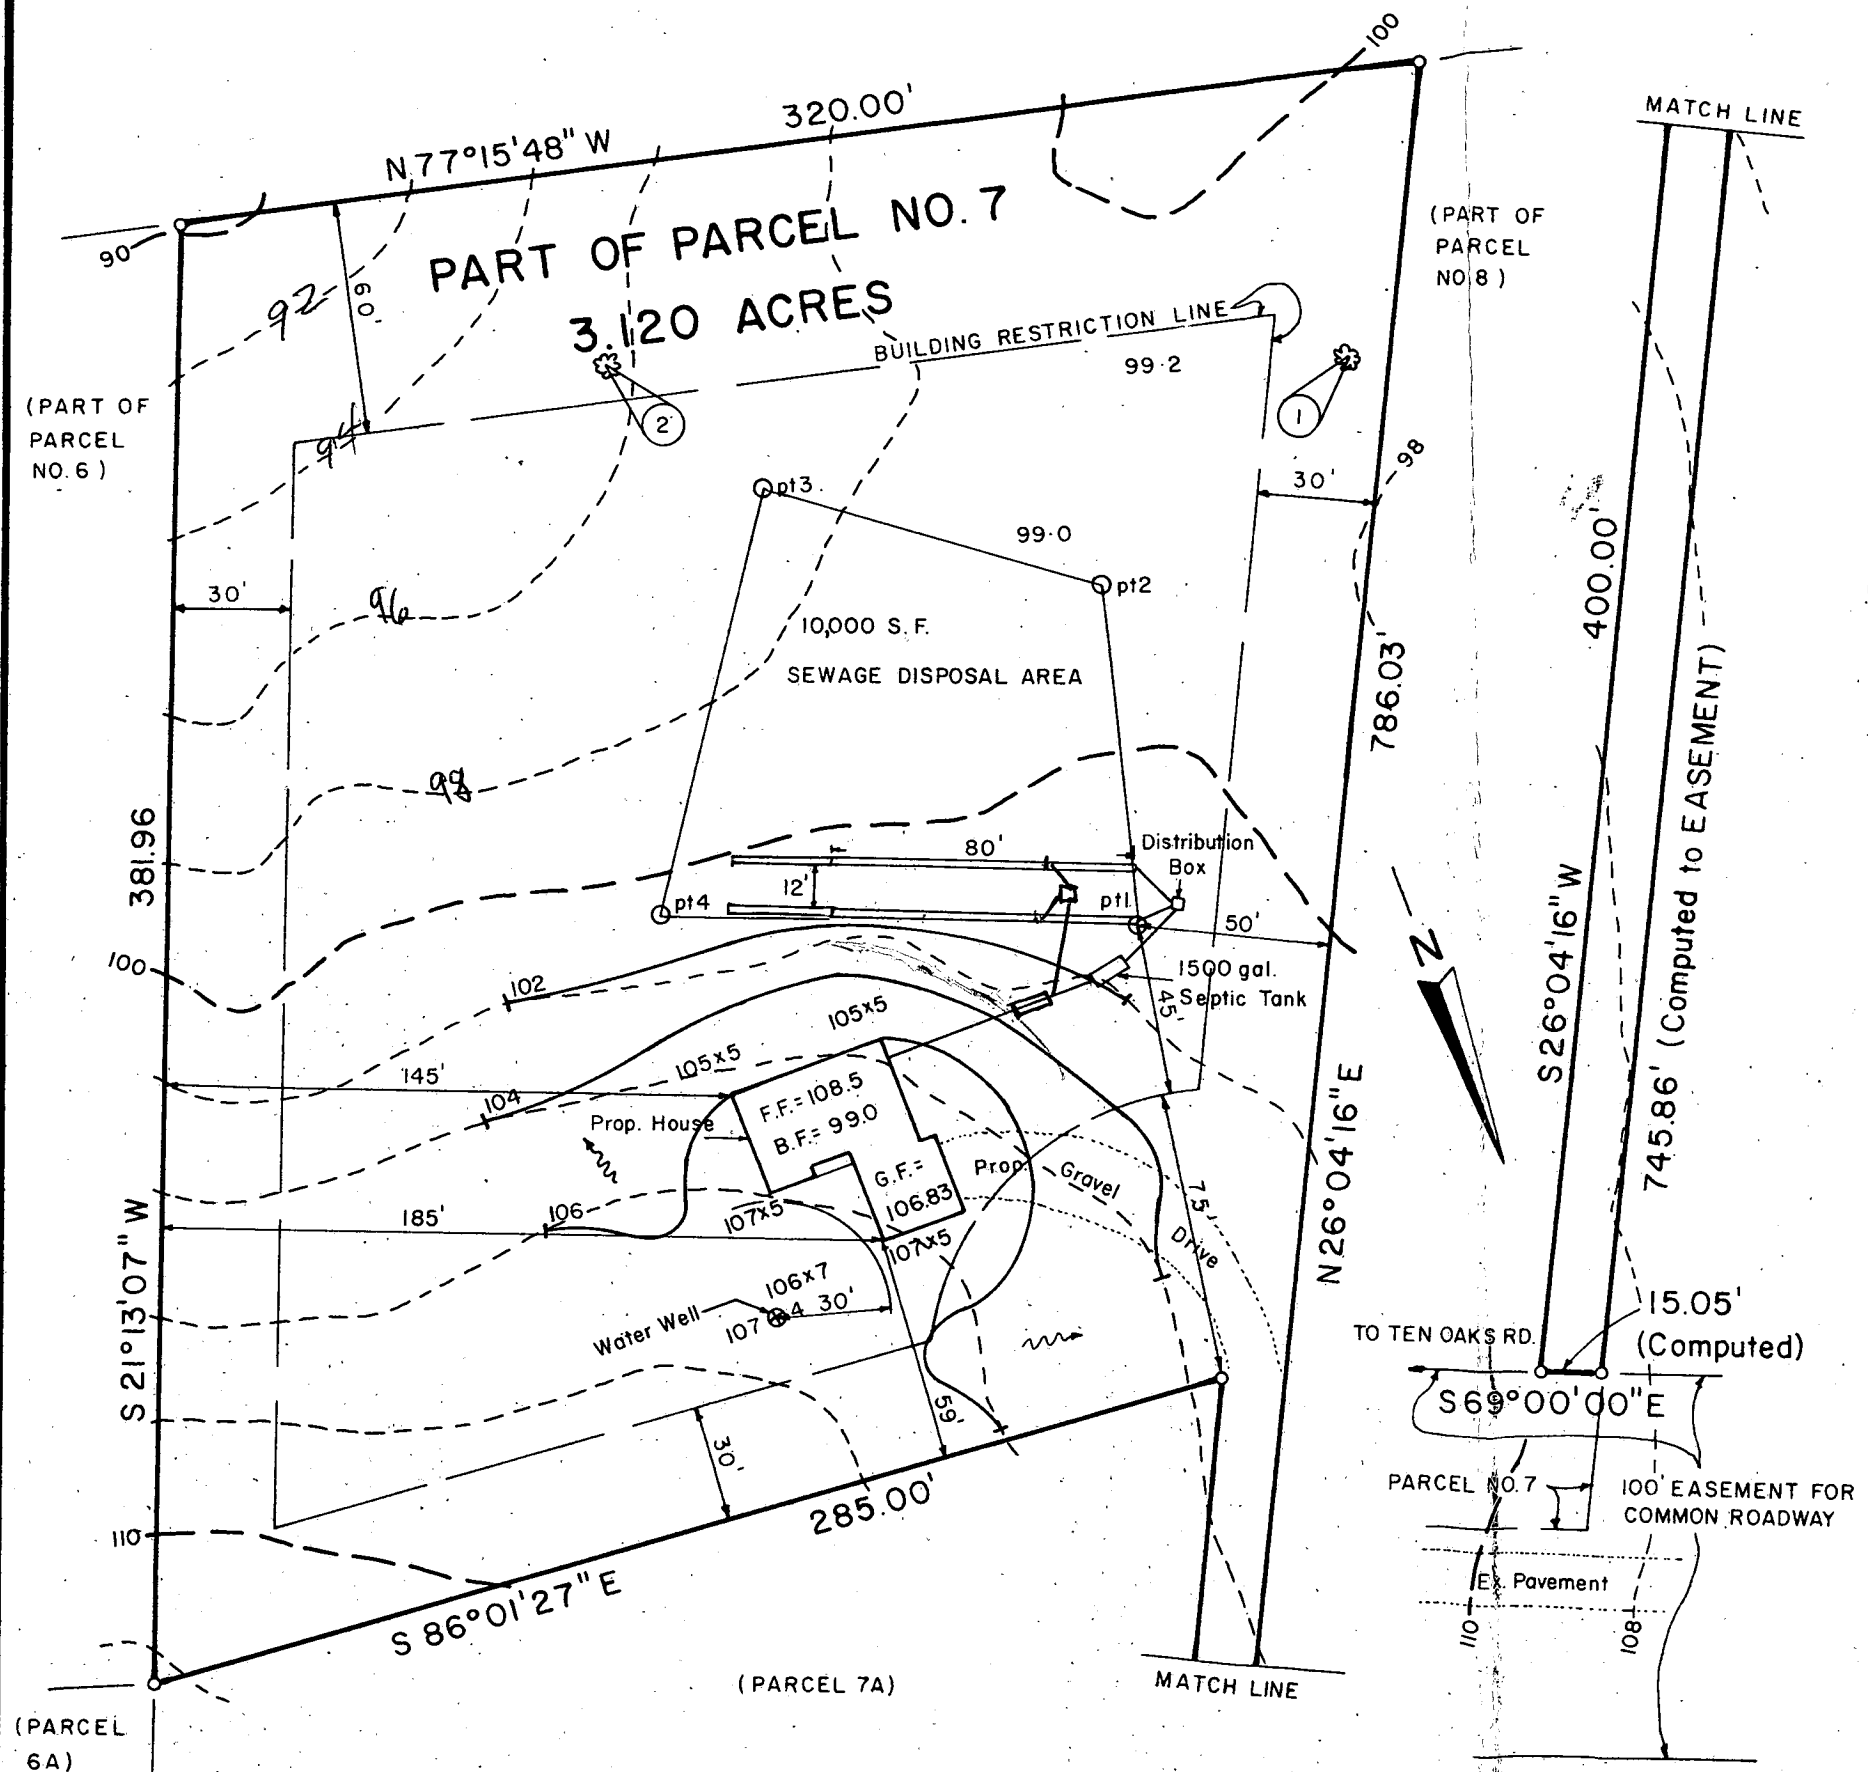 100
MATCH LINE
320.00'
N 77°15'48" W
PART OF PARCEL NO. 7
3.120 ACRES
90
92
60'
(PART OF
PARCEL
NO. 8)
BUILDING RESTRICTION LINE
99.2
2
1
94
(PART OF
PARCEL
NO. 6)
98
30'
pt3.
99.0
pt2
400.00'
30'
96
10,000 S.F.
SEWAGE DISPOSAL AREA
786.03'
745.86' (Computed to EASEMENT)
98
381.96
80'
Distribution
Box
12'
pt4
pt1
50'
N
S 26°04'16" W
100
102
1500 gal.
Septic Tank
45'
105x5
105x5
145'
104
F.F.= 108.5
B.F.= 99.0
Prop. House
G.F.=
106.83
Prop.
Gravel
Drive
75'
N 26°04'16" E
106
185'
107x5
107x5
106x7
Water Well
107
4
30'
S 21°13'07" W
59'
30'
15.05'
(Computed)
TO TEN OAKS RD.
S 69°00'00" E
PARCEL NO. 7
100' EASEMENT FOR
COMMON ROADWAY
Ex. Pavement
110
108
110
285.00'
S 86°01'27" E
(PARCEL 7A)
MATCH LINE
(PARCEL
6A)